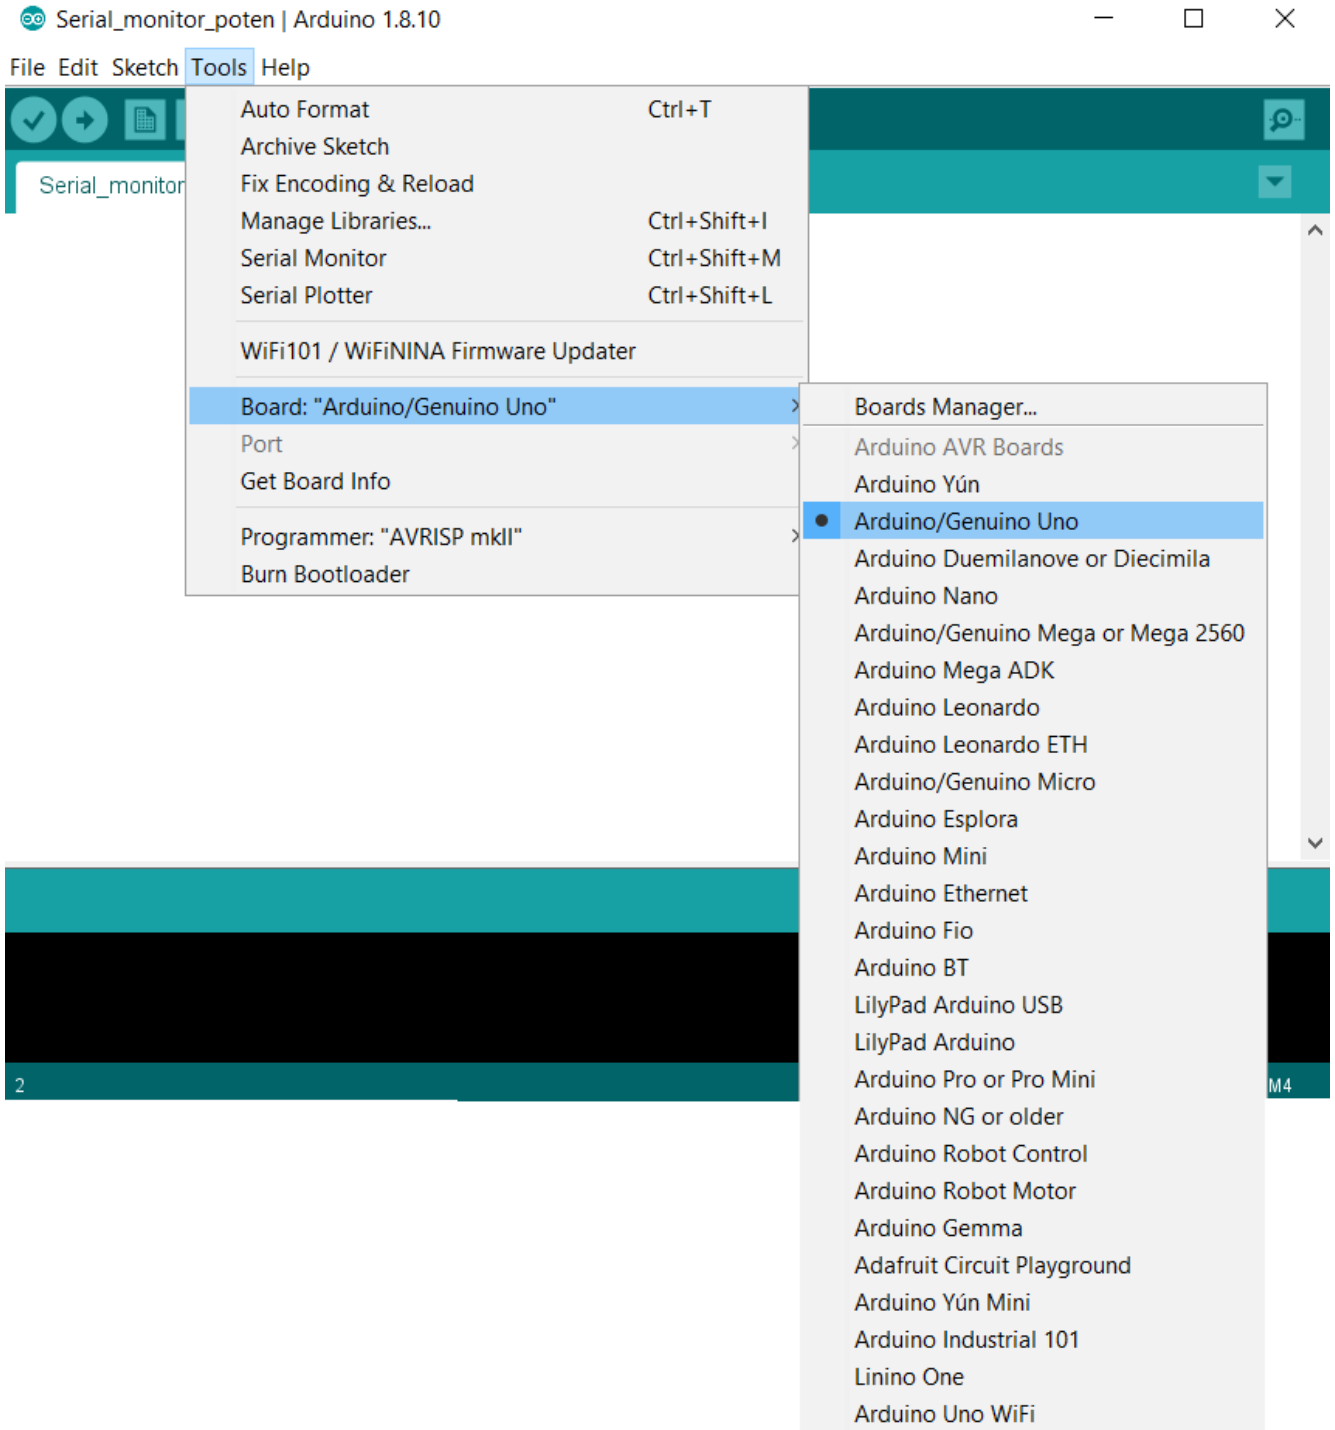 Serial_monitor_poten | Arduino 1.8.10
File Edit Sketch Tools Help
Serial_monitor
Auto Format Ctrl+T
Archive Sketch
Fix Encoding & Reload
Manage Libraries... Ctrl+Shift+I
Serial Monitor Ctrl+Shift+M
Serial Plotter Ctrl+Shift+L
WiFi101 / WiFiNINA Firmware Updater
Board: "Arduino/Genuino Uno"
Port
Get Board Info
Programmer: "AVRISP mkII"
Burn Bootloader
Boards Manager...
Arduino AVR Boards
Arduino Yún
Arduino/Genuino Uno
Arduino Duemilanove or Diecimila
Arduino Nano
Arduino/Genuino Mega or Mega 2560
Arduino Mega ADK
Arduino Leonardo
Arduino Leonardo ETH
Arduino/Genuino Micro
Arduino Esplora
Arduino Mini
Arduino Ethernet
Arduino Fio
Arduino BT
LilyPad Arduino USB
LilyPad Arduino
Arduino Pro or Pro Mini
Arduino NG or older
Arduino Robot Control
Arduino Robot Motor
Arduino Gemma
Adafruit Circuit Playground
Arduino Yún Mini
Arduino Industrial 101
Linino One
Arduino Uno WiFi
2 M4